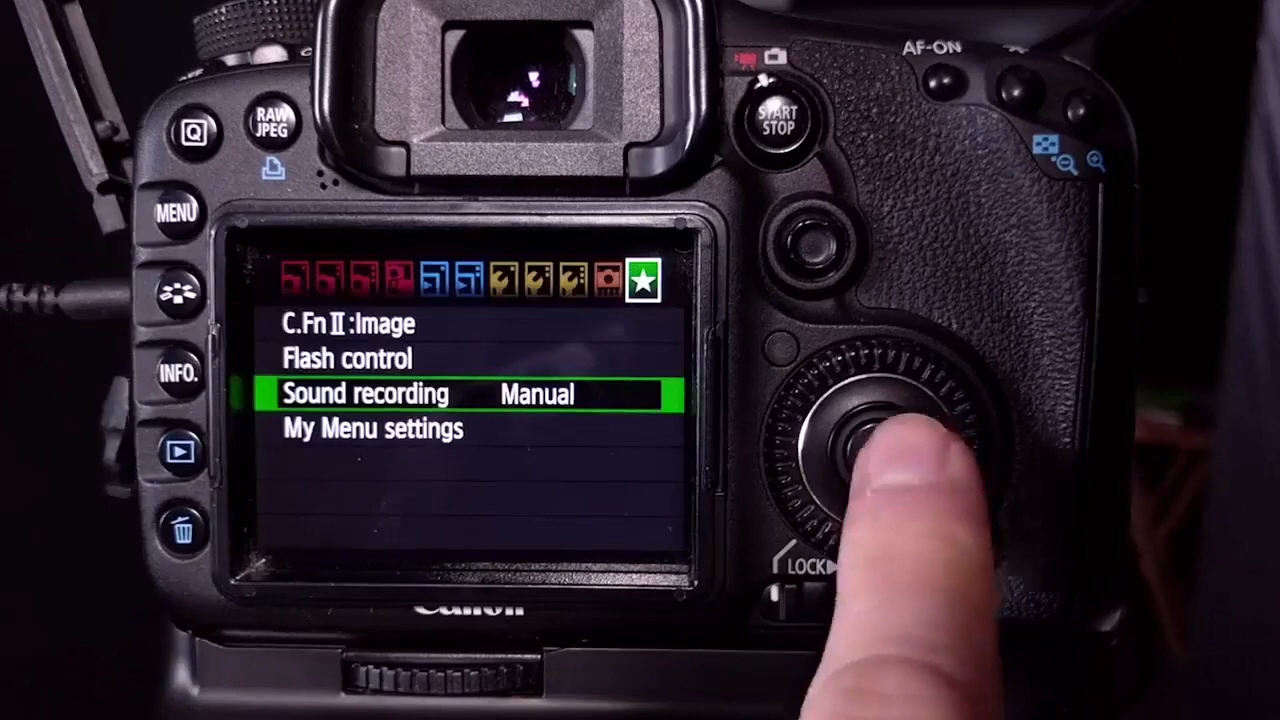 AF-ON
Q
RAW
JPEG
START
STOP
MENU
C.Fn II:Image
Flash control
INFO.
Sound recording Manual
My Menu settings
LOCK
Canon